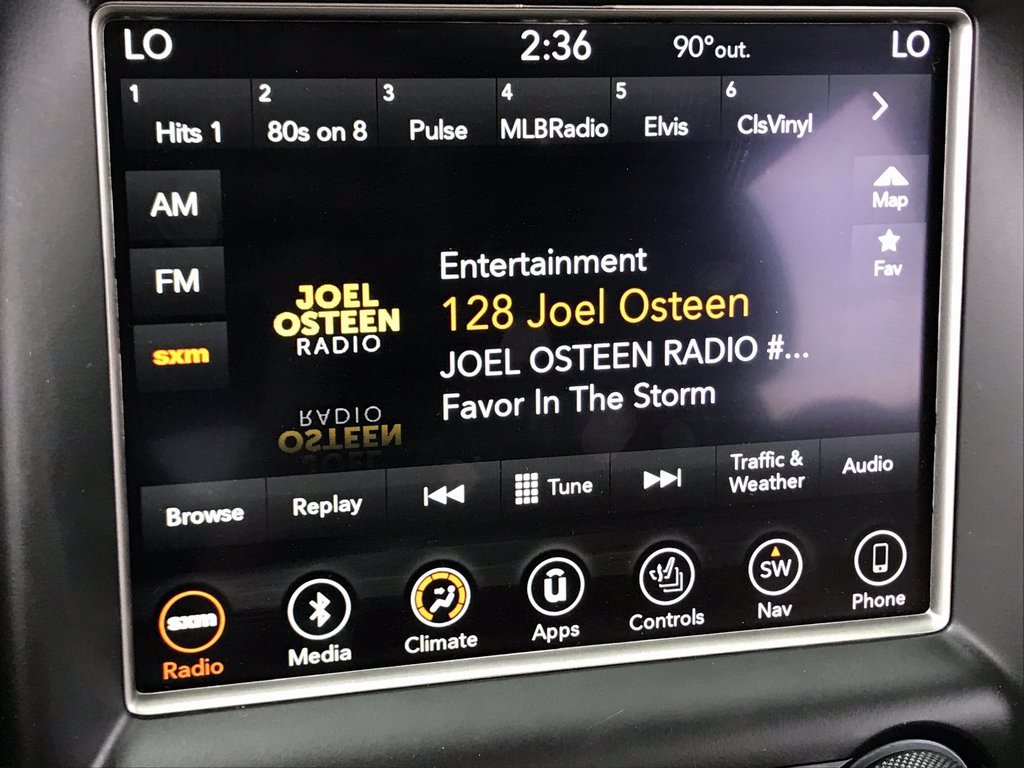 LO 2:36 90° out. LO
1 2 3 4 5 6
Hits 1 80s on 8 Pulse MLBRadio Elvis ClsVinyl
Map
AM
Fav
FM
sxm
JOEL
OSTEEN
RADIO
Entertainment
128 Joel Osteen
JOEL OSTEEN RADIO #...
Favor In The Storm
RADIO
OSTEEN
Browse Replay Tune Traffic & Weather Audio
sxm SW
Radio Media Climate Apps Controls Nav Phone